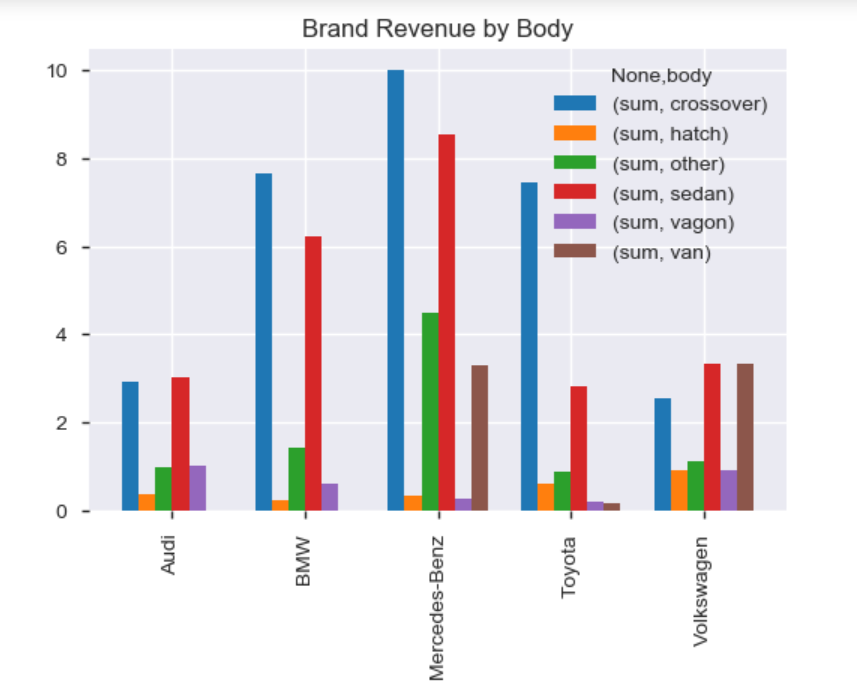 Brand Revenue by Body
10
8
6
4
2
0
None,body
(sum, crossover)
(sum, hatch)
(sum, other)
(sum, sedan)
(sum, vagon)
(sum, van)
Audi
BMW
Mercedes-Benz
Toyota
Volkswagen